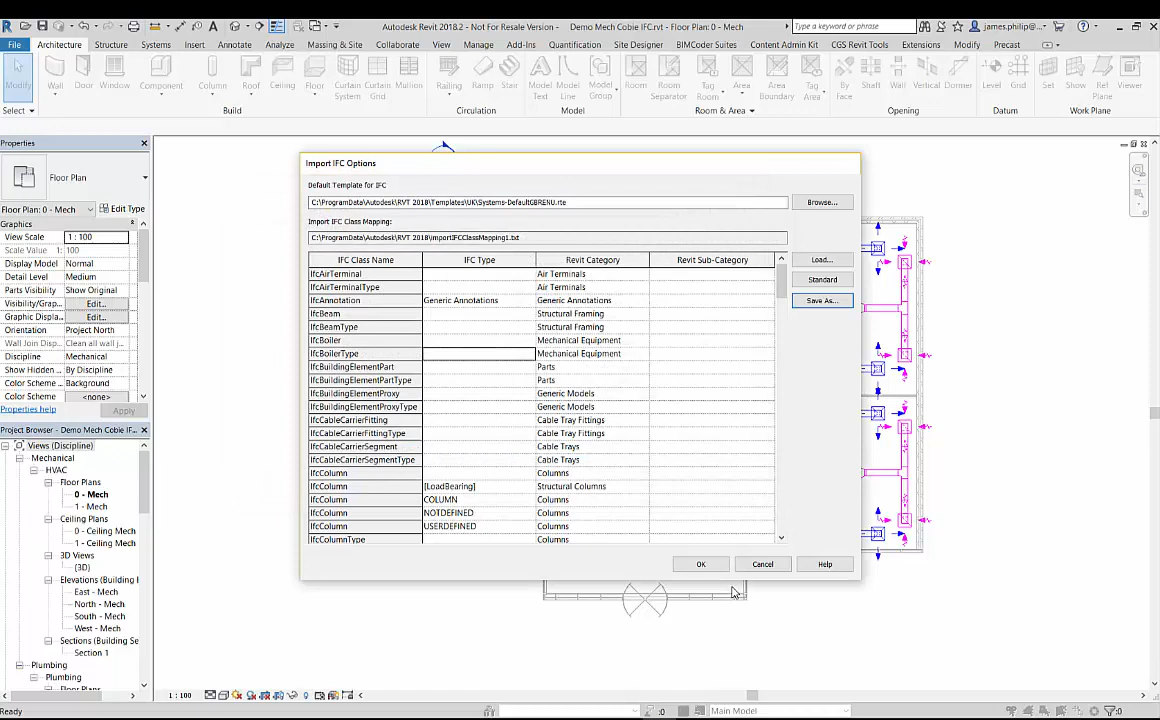 Autodesk Revit 2018.2 - Not For Resale Version - Demo Mech Cobie IFC.rvt - Floor Plan: 0 - Mech
Type a keyword or phrase
james.philip@...
File Architecture Structure Systems Insert Annotate Analyze Massing & Site Collaborate View Manage Add-Ins Quantification Site Designer BIMCoder Suites Content Admin Kit CGS Revit Tools Extensions Modify Precast
Modify Wall Door Window Component Column Roof Ceiling Floor Curtain System Curtain Grid Mullion Railing Ramp Stair Model Text Model Line Model Group Room Room Separator Tag Room Area Area Boundary Tag Area By Face Shaft Wall Vertical Dormer Level Grid Set Show Ref Plane Viewer
Select Build Circulation Model Room & Area Opening Datum Work Plane
Properties
Floor Plan
Floor Plan: 0 - Mech Edit Type
Graphics
View Scale 1 : 100
Scale Value 1: 100
Display Model Normal
Detail Level Medium
Parts Visibility Show Original
Visibility/Grap... Edit...
Graphic Displa... Edit...
Orientation Project North
Wall Join Displ... Clean all wall j...
Discipline Mechanical
Show Hidden ... By Discipline
Color Scheme ... Background
Color Scheme <none>
Properties help Apply
Project Browser - Demo Mech Cobie IF...
Views (Discipline)
Mechanical
HVAC
Floor Plans
0 - Mech
1 - Mech
Ceiling Plans
0 - Ceiling Mech
1 - Ceiling Mech
3D Views
{3D}
Elevations (Building E
East - Mech
North - Mech
South - Mech
West - Mech
Sections (Building Se
Section 1
Plumbing
Plumbing
Floor Plans
Import IFC Options
Default Template for IFC
C:\ProgramData\Autodesk\RVT 2018\Templates\UK\Systems-DefaultGBRENU.rte Browse...
Import IFC Class Mapping:
C:\ProgramData\Autodesk\RVT 2018\importIFCClassMapping1.txt
IFC Class Name IFC Type Revit Category Revit Sub-Category Load...
IfcAirTerminal Air Terminals Standard
IfcAirTerminalType Air Terminals
IfcAnnotation Generic Annotations Generic Annotations Save As...
IfcBeam Structural Framing
IfcBeamType Structural Framing
IfcBoiler Mechanical Equipment
IfcBoilerType Mechanical Equipment
IfcBuildingElementPart Parts
IfcBuildingElementPartType Parts
IfcBuildingElementProxy Generic Models
IfcBuildingElementProxyType Generic Models
IfcCableCarrierFitting Cable Tray Fittings
IfcCableCarrierFittingType Cable Tray Fittings
IfcCableCarrierSegment Cable Trays
IfcCableCarrierSegmentType Cable Trays
IfcColumn Columns
IfcColumn [LoadBearing] Structural Columns
IfcColumn COLUMN Columns
IfcColumn NOTDEFINED Columns
IfcColumn USERDEFINED Columns
IfcColumnType Columns
OK Cancel Help
1 : 100
Ready
:0
Main Model
:0